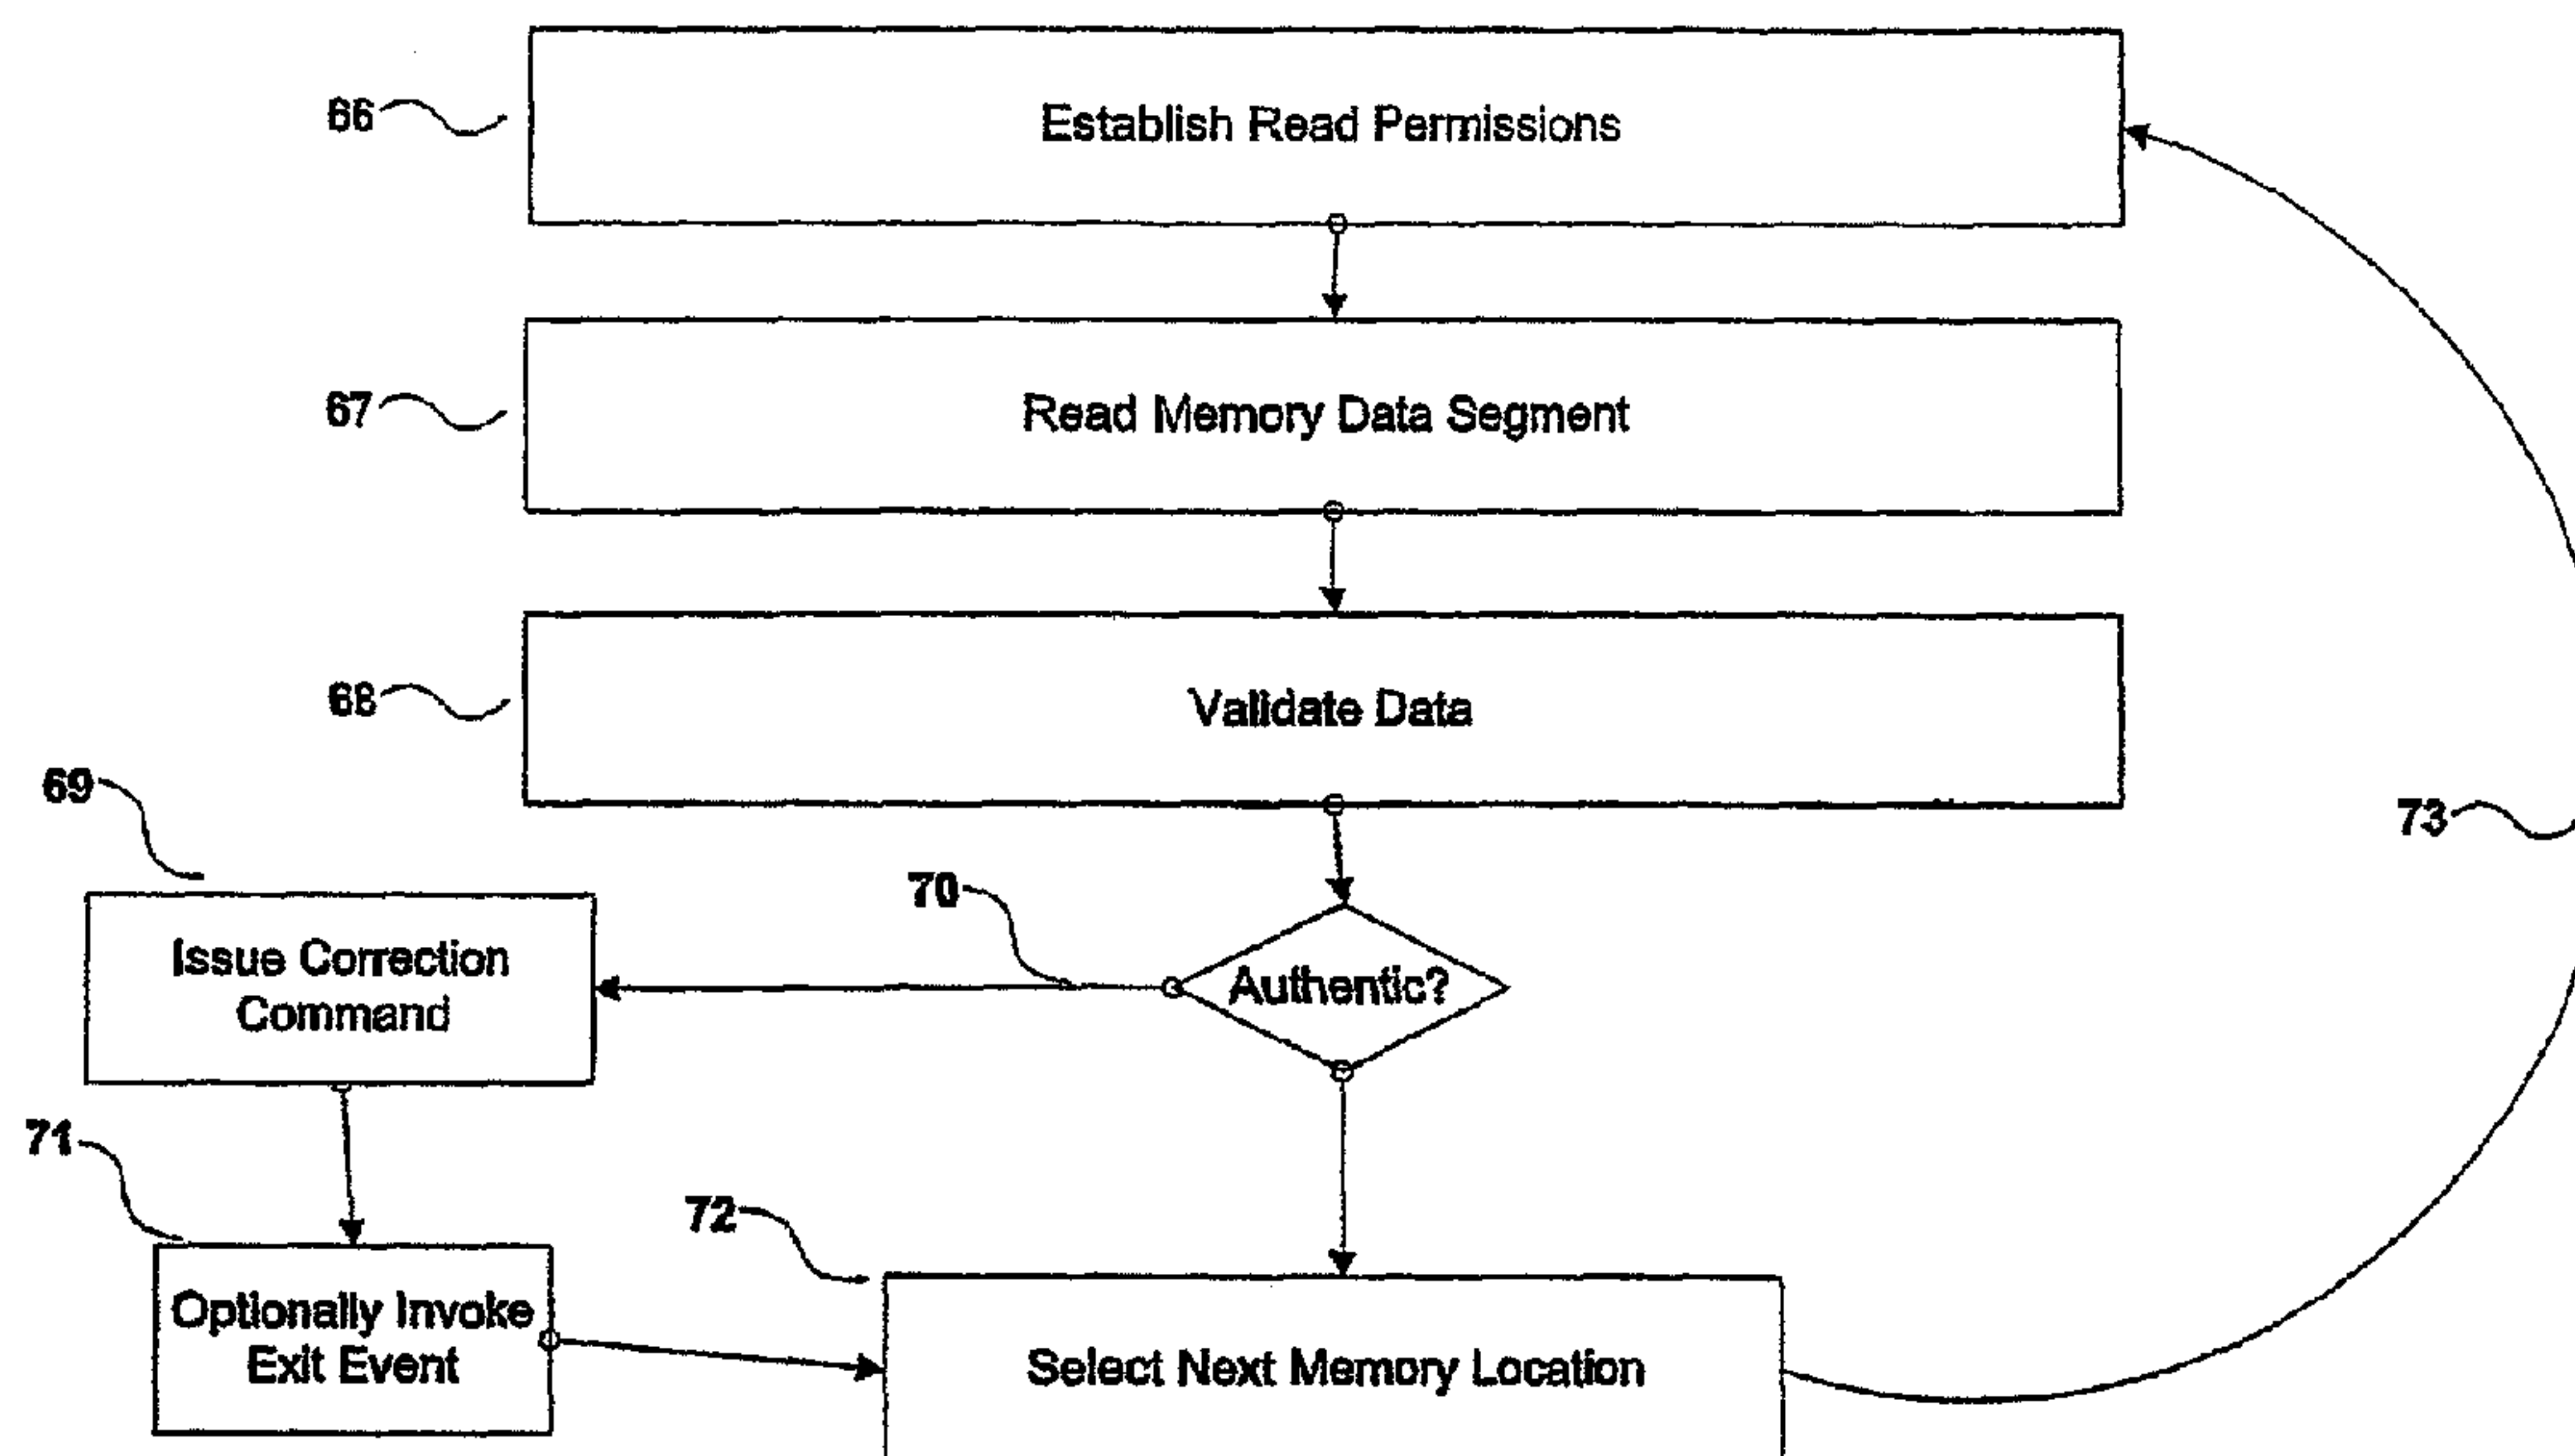 66
Establish Read Permissions
67
Read Memory Data Segment
68
Validate Data
69
70
73
Issue Correction
Command
Authentic?
71
72
Optionally Invoke
Exit Event
Select Next Memory Location